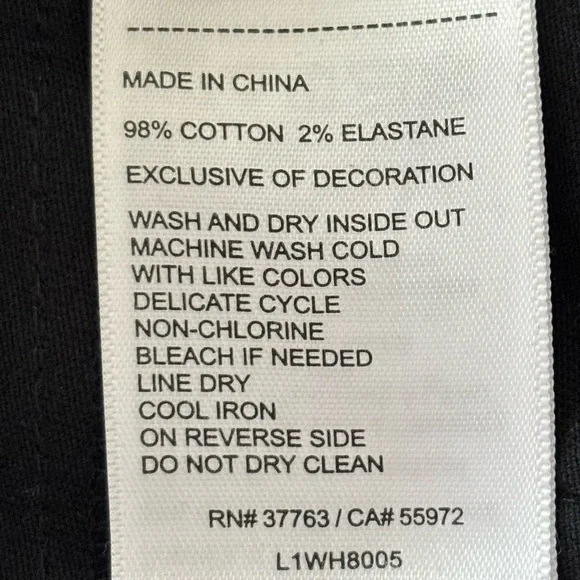 MADE IN CHINA
98% COTTON 2% ELASTANE
EXCLUSIVE OF DECORATION
WASH AND DRY INSIDE OUT
MACHINE WASH COLD
WITH LIKE COLORS
DELICATE CYCLE
NON-CHLORINE
BLEACH IF NEEDED
LINE DRY
COOL IRON
ON REVERSE SIDE
DO NOT DRY CLEAN
RN# 37763 / CA# 55972
L1WH8005